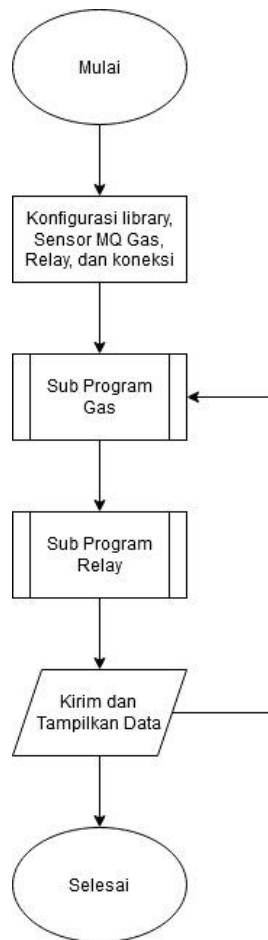 Mulai
Konfigurasi library,
Sensor MQ Gas,
Relay, dan koneksi
Sub Program
Gas
Sub Program
Relay
Kirim dan
Tampilkan Data
Selesai